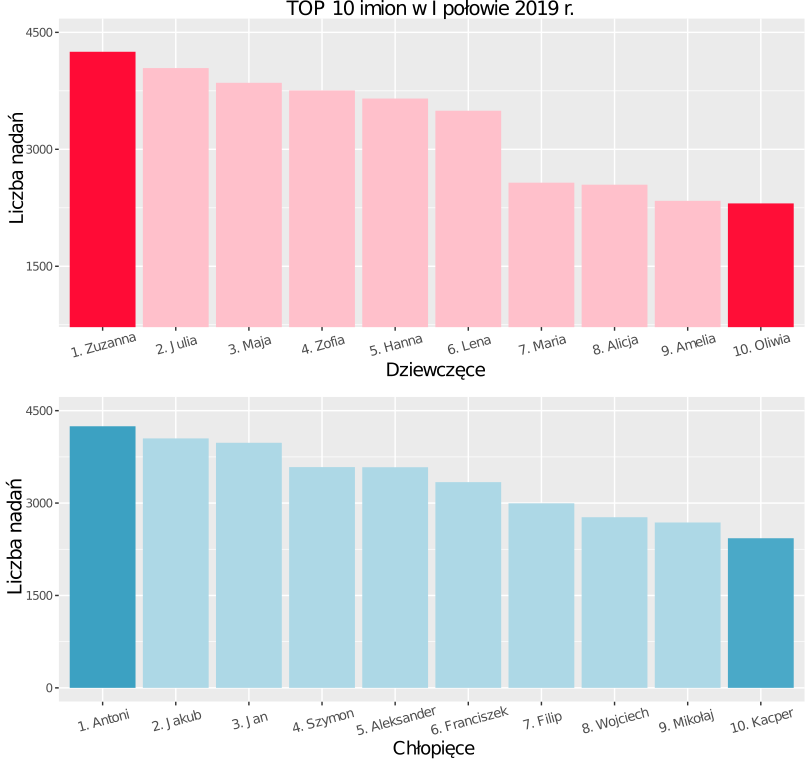 TOP 10 imion w I połowie 2019 r.
Liczba nadań
4500
3000
1500
1. Zuzanna 2. Julia 3. Maja 4. Zofia 5. Hanna 6. Lena 7. Maria 8. Alicja 9. Amelia 10. Oliwia
Dziewczęce
Liczba nadań
4500
3000
1500
0
1. Antoni 2. Jakub 3. Jan 4. Szymon 5. Aleksander 6. Franciszek 7. Filip 8. Wojciech 9. Mikołaj 10. Kacper
Chłopięce